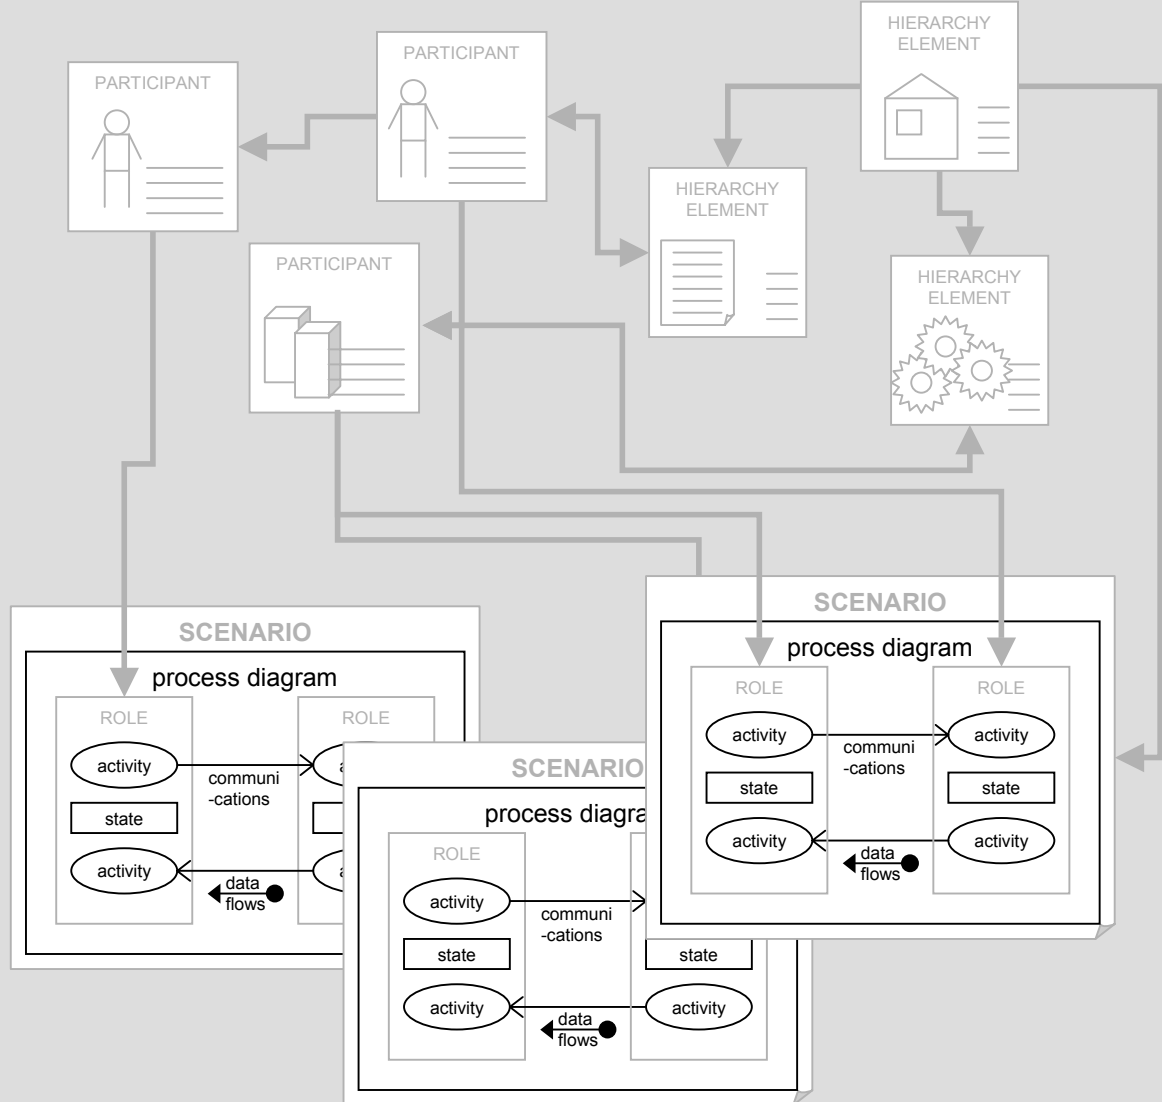 HIERARCHY
ELEMENT
PARTICIPANT
PARTICIPANT
HIERARCHY
ELEMENT
PARTICIPANT
HIERARCHY
ELEMENT
SCENARIO
process diagram
ROLE
ROLE
activity
communi
-cations
activity
state
state
activity
data
flows
activity
SCENARIO
process diagram
ROLE
ROLE
activity
communi
-cations
a
state
activity
data
flows
a
SCENARIO
process diagra
ROLE
activity
communi
-cations
state
state
activity
data
flows
activity